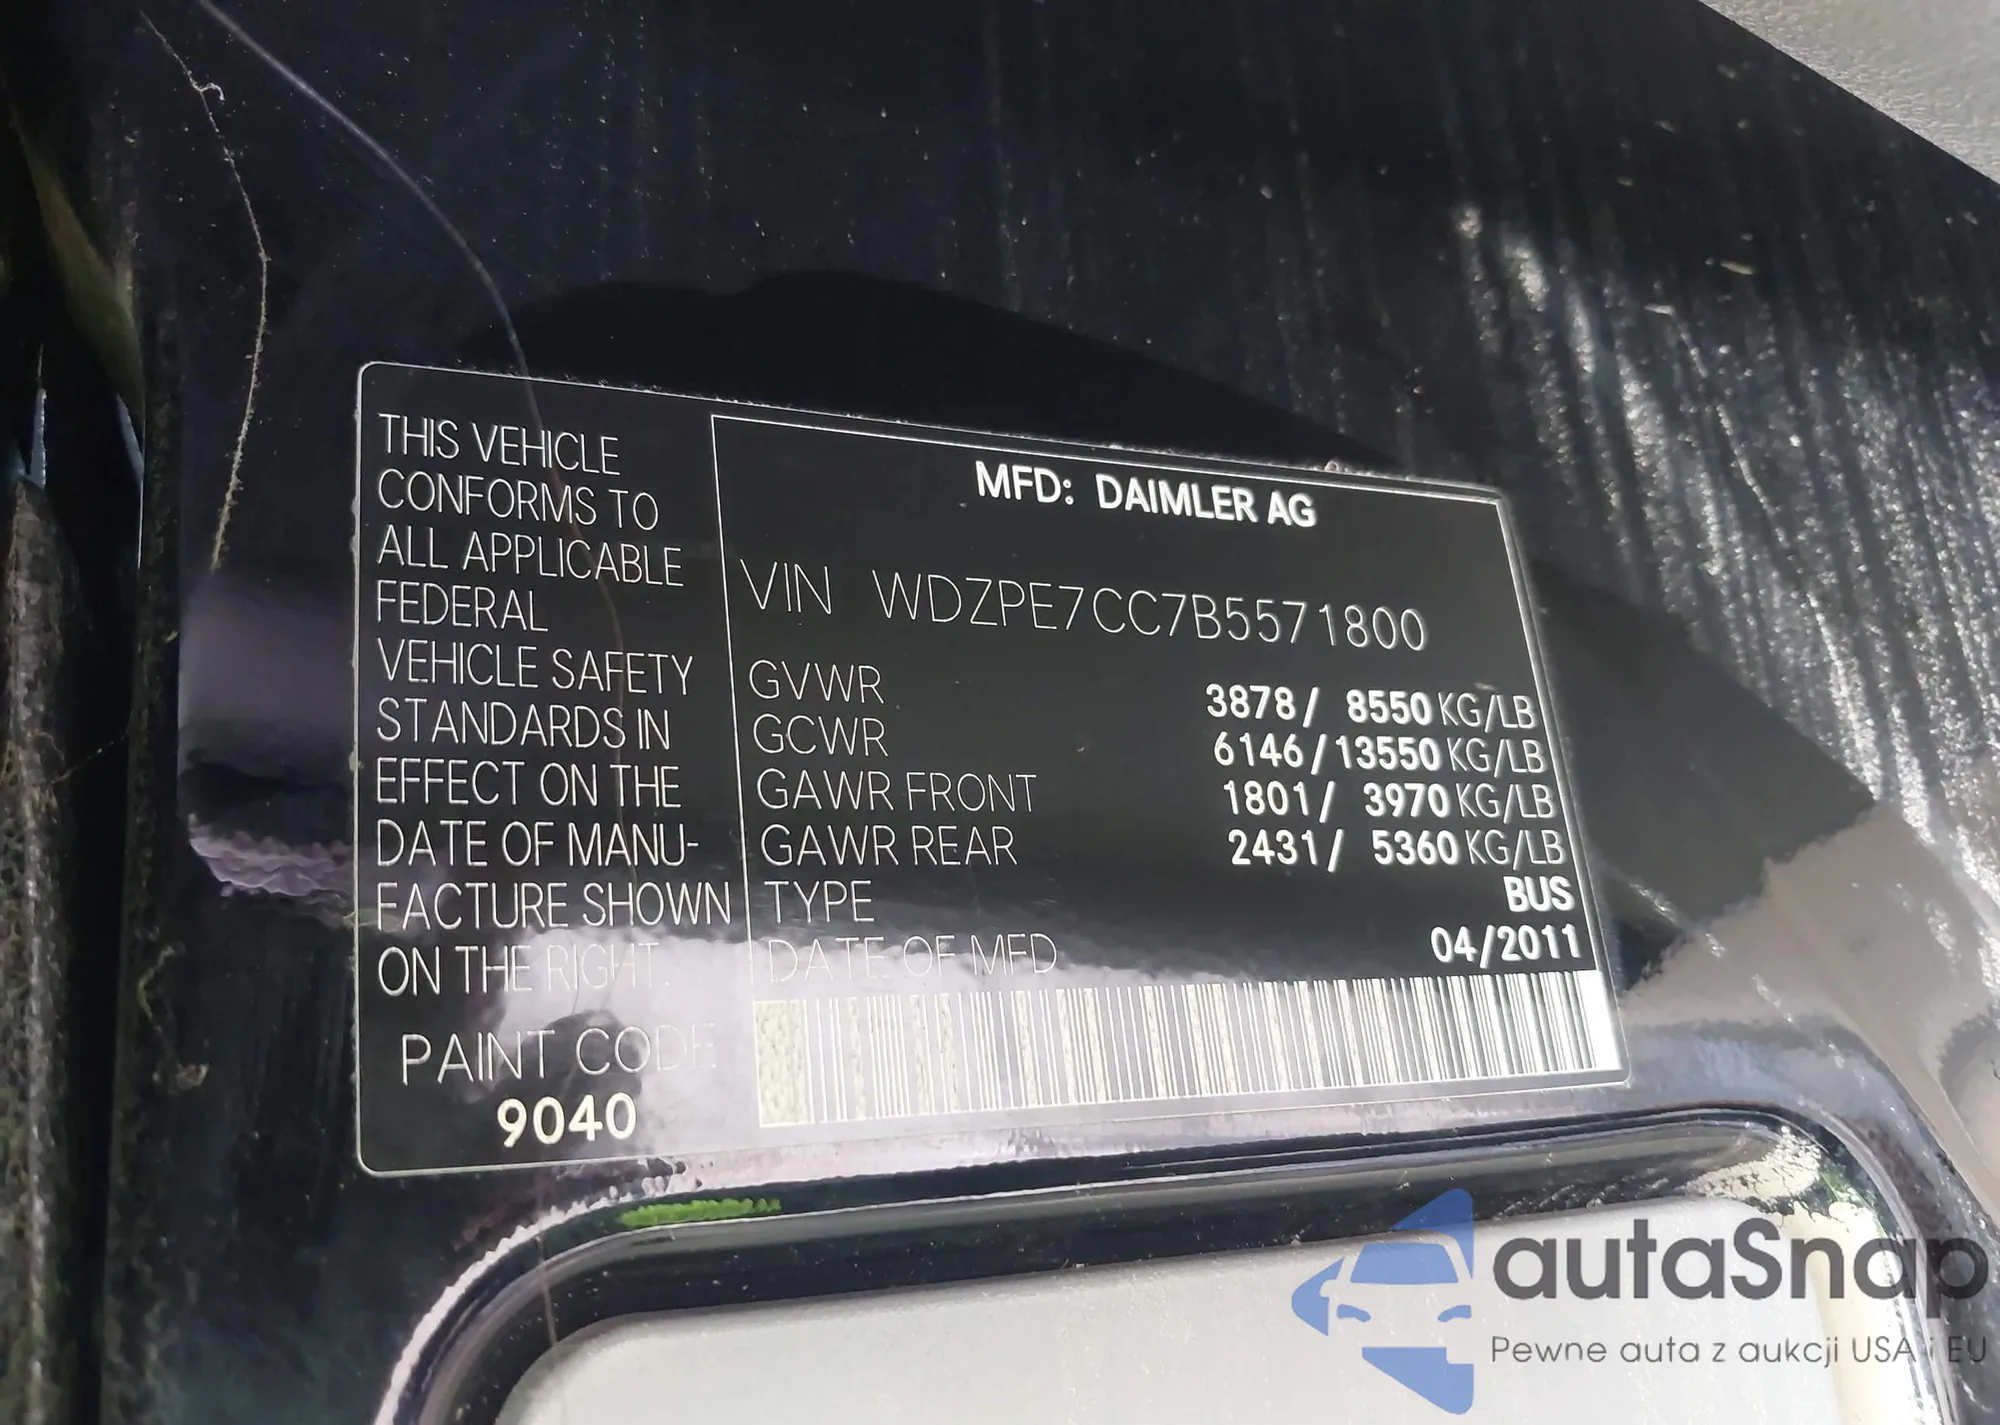 THIS VEHICLE
CONFORMS TO
ALL APPLICABLE
FEDERAL
VEHICLE SAFETY
STANDARDS IN
EFFECT ON THE
DATE OF MANU-
FACTURE SHOWN
ON THE RIGHT.
PAINT CODE
9040
MFD: DAIMLER AG
VIN WDZPE7CC7B5571800
GVWR 3878/ 8550 KG/LB
GCWR 6146/13550 KG/LB
GAWR FRONT 1801/ 3970 KG/LB
GAWR REAR 2431/ 5360 KG/LB
TYPE BUS
DATE OF MFD 04/2011
autaSnap
Pewne auta z aukcji USA i EU